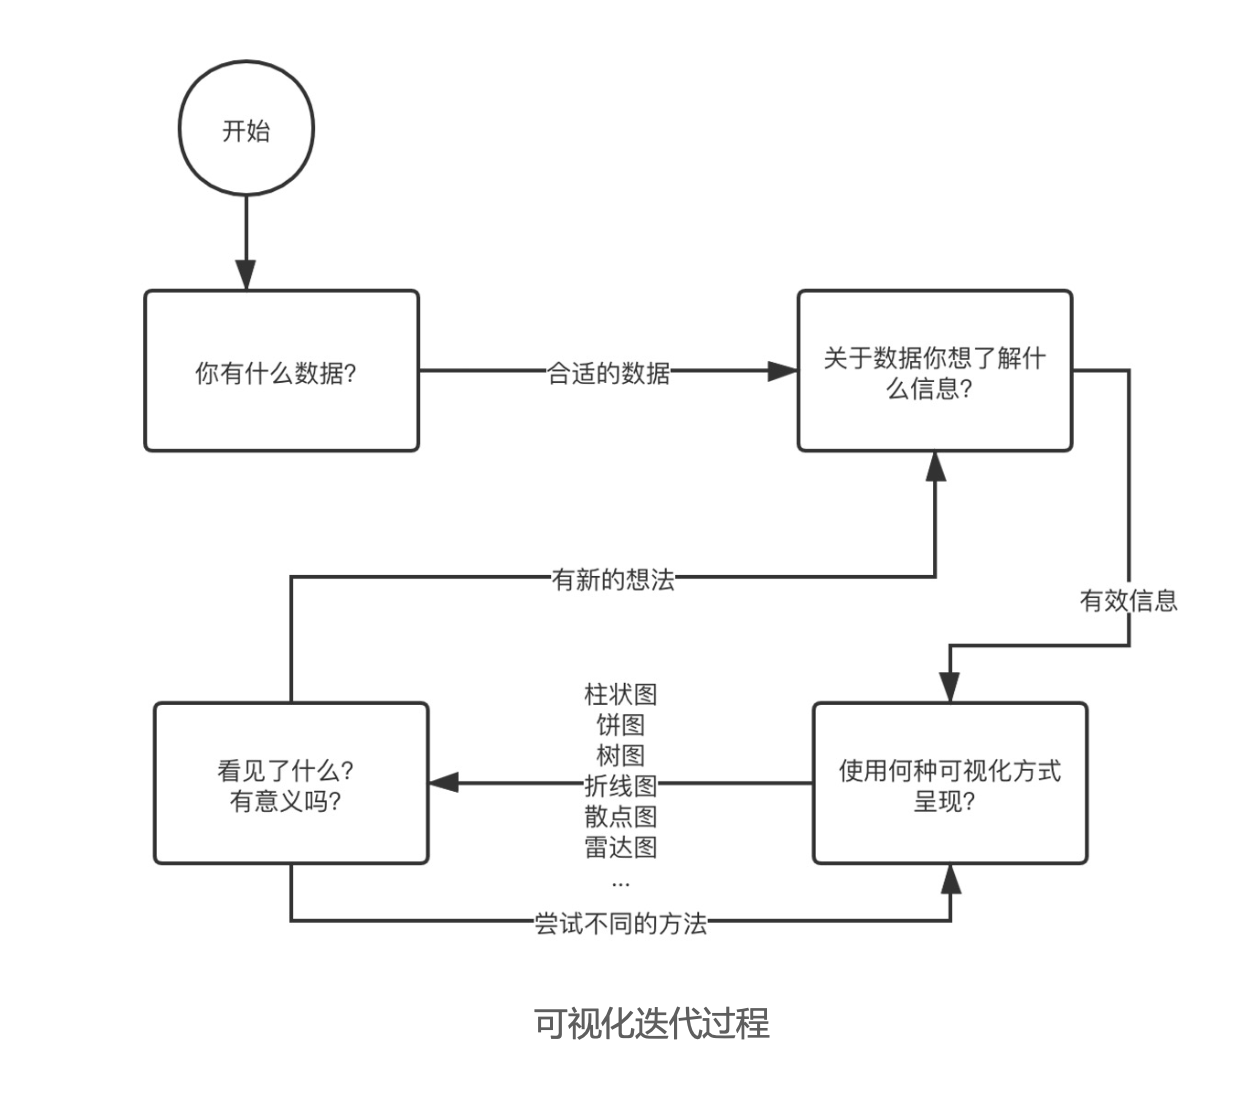 开始
你有什么数据?
合适的数据
关于数据你想了解什
么信息?
有新的想法
有效信息
看见了什么?
有意义吗?
柱状图
饼图
树图
折线图
散点图
雷达图
...
使用何种可视化方式
呈现?
尝试不同的方法
可视化迭代过程